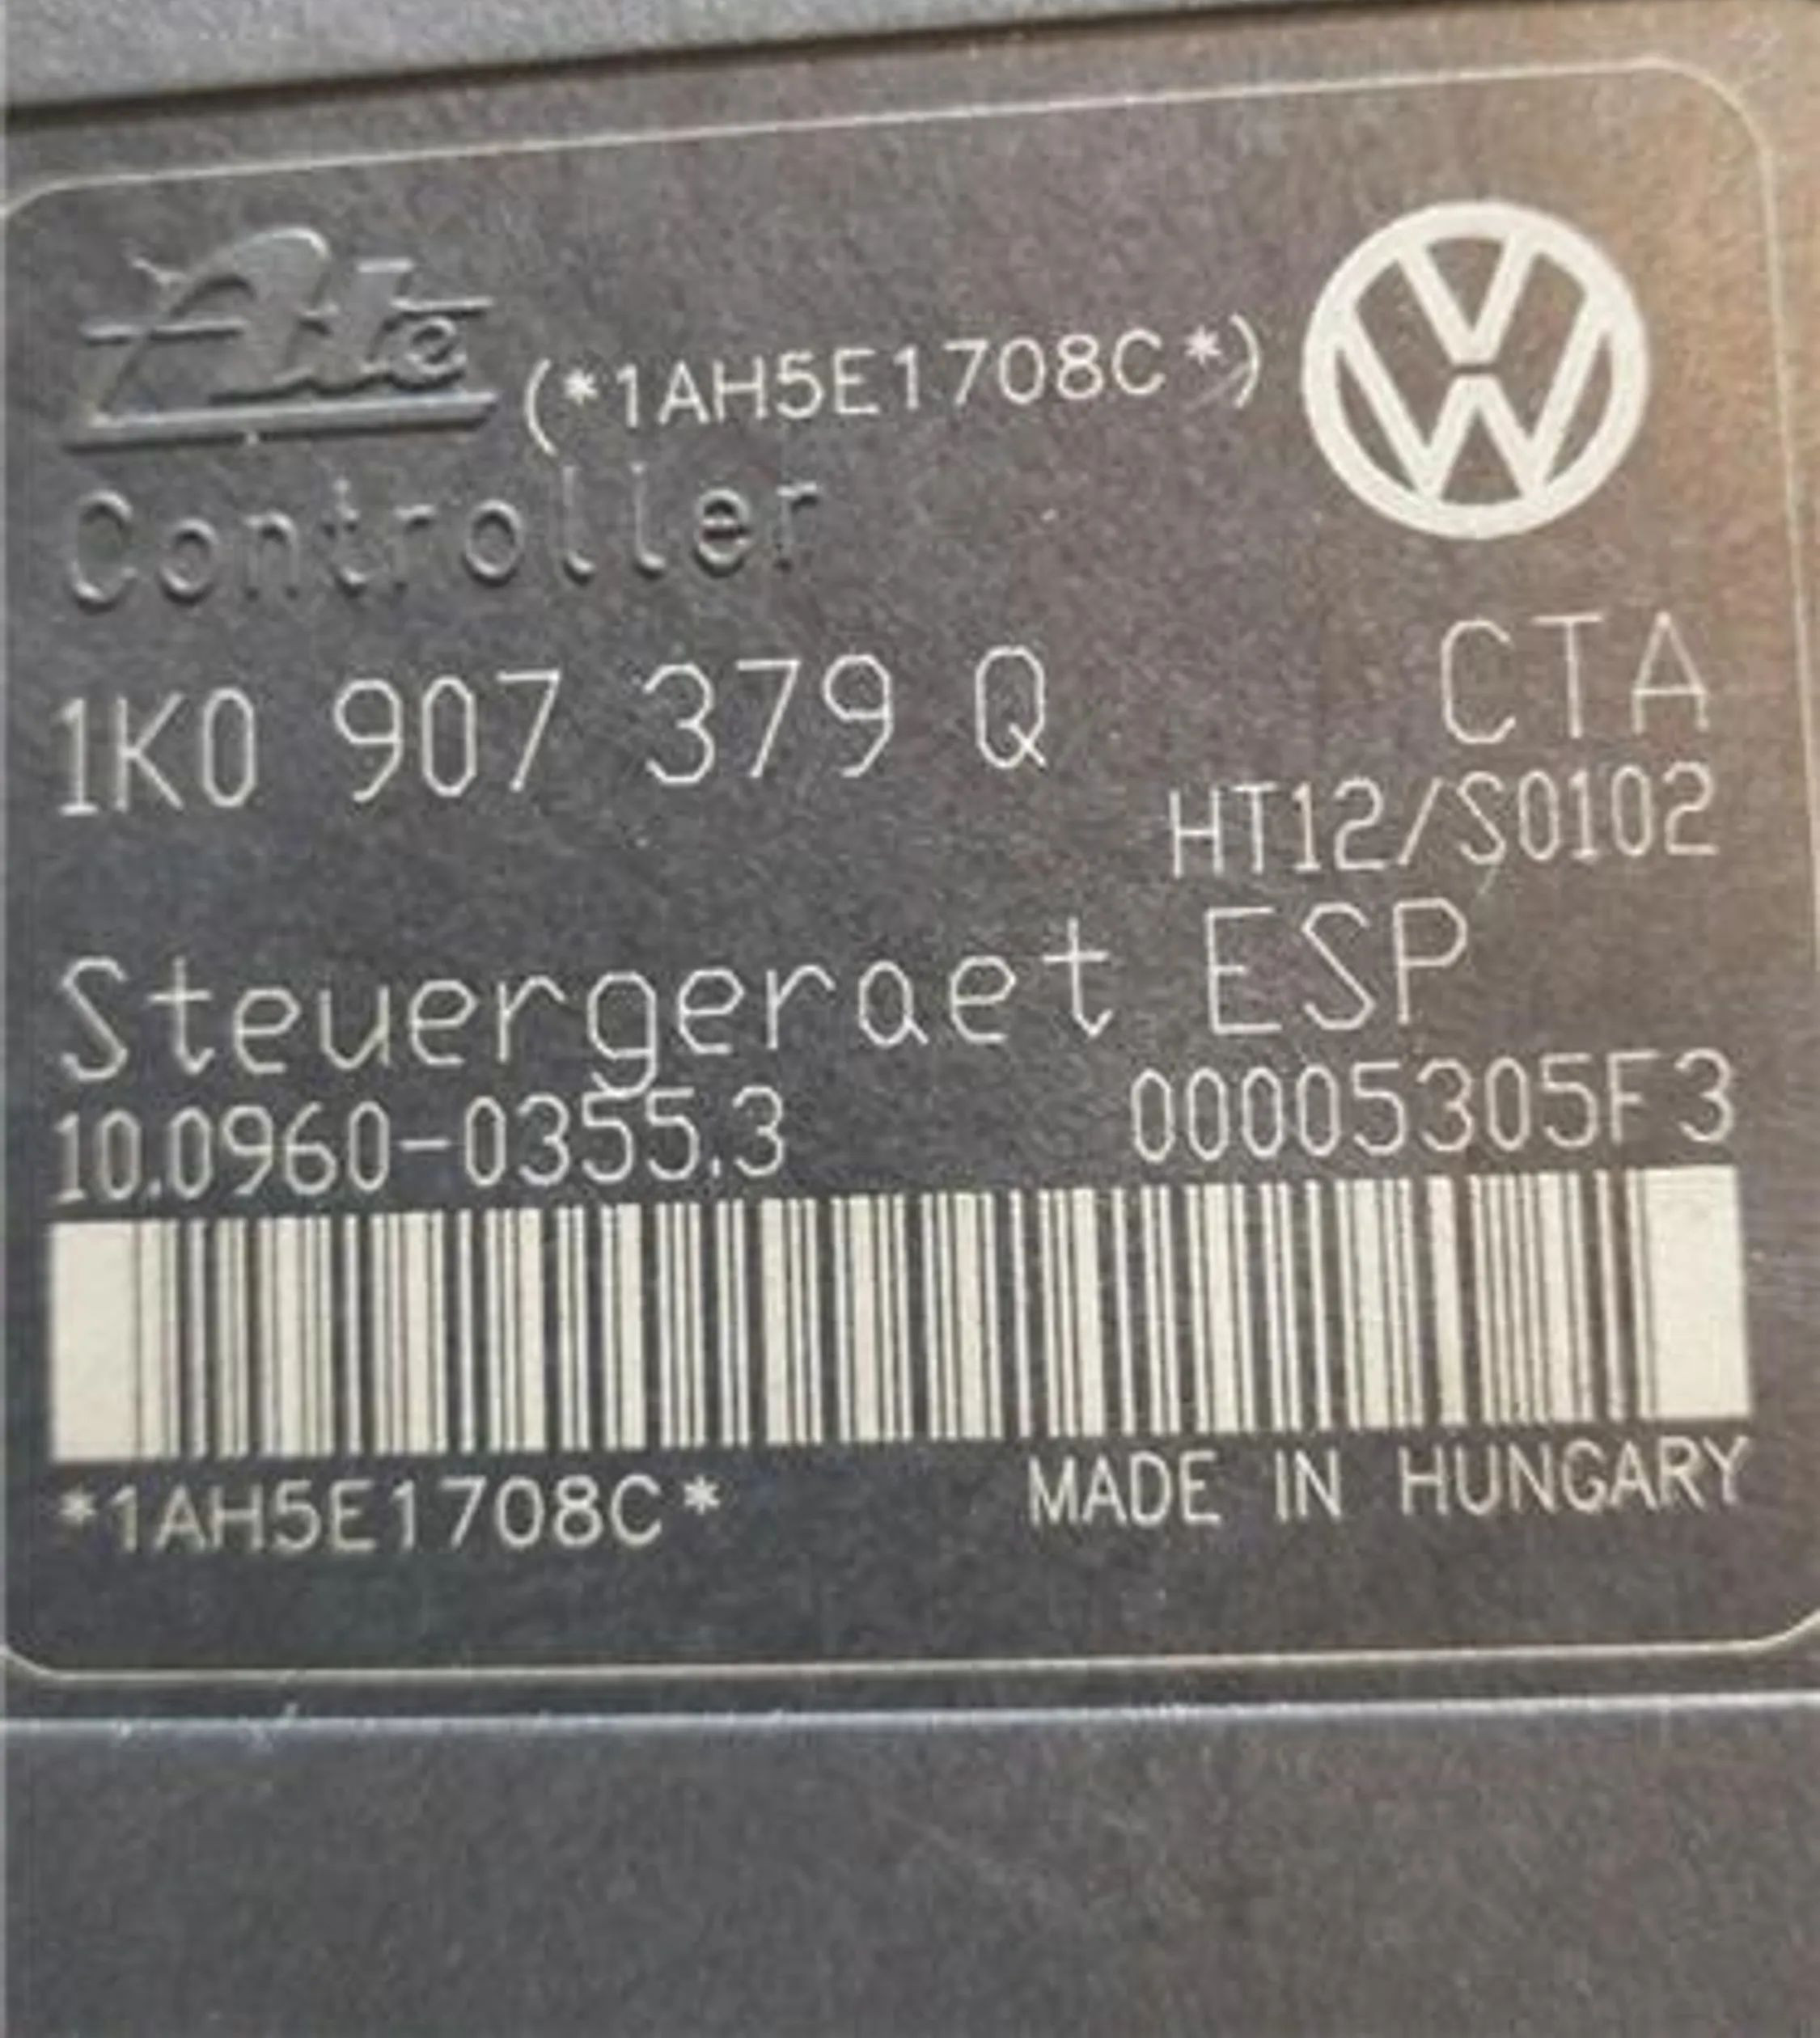 Ate (*1AH5E1708C*) VW
Controller
1K0 907 379 Q CTA
HT12/S0102
Steuergeraet ESP
10.0960-0355.3 00005305F3
*1AH5E1708C* MADE IN HUNGARY